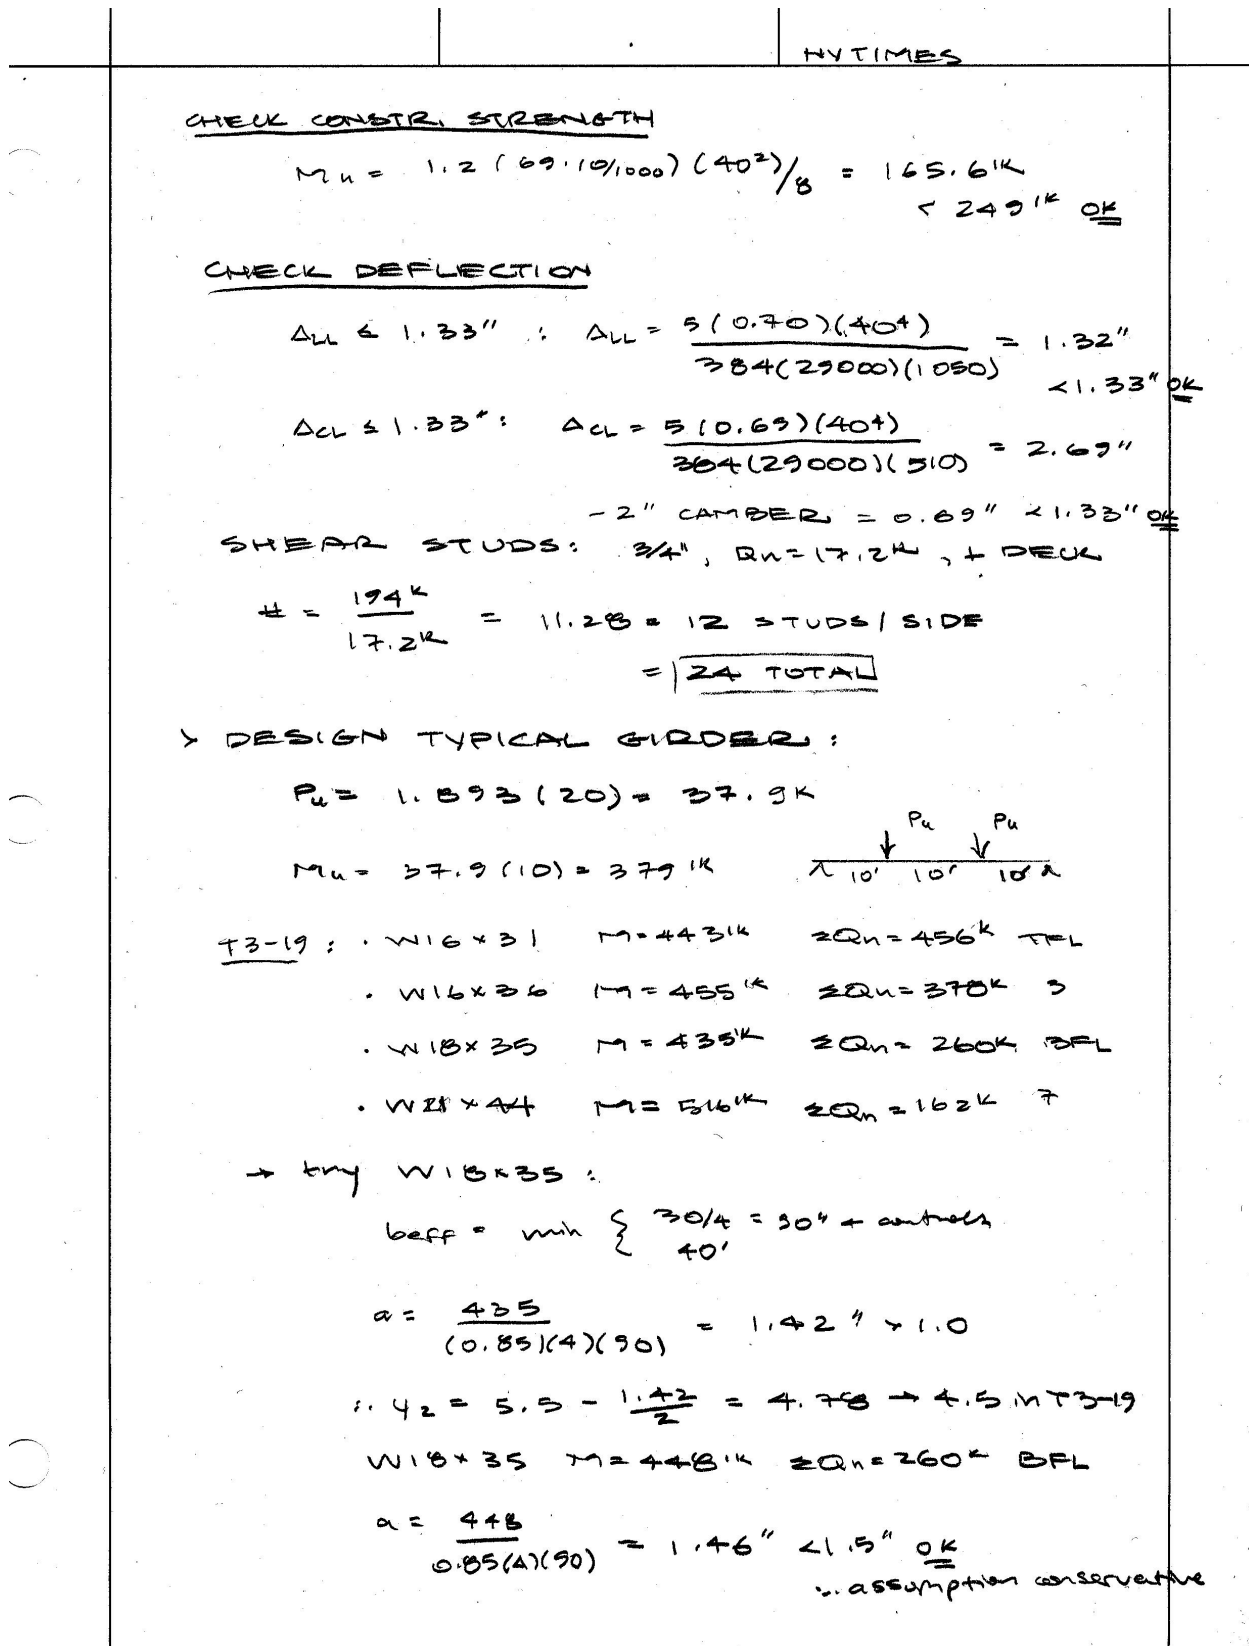 NYTIMES
CHECK CONSTR. STRENGTH
Mu = 1.2 (69.10/1000) (40²)/8 = 165.6 'K
< 249 'K OK
CHECK DEFLECTION
ΔLL ≤ 1.33" : ΔLL = 5(0.70)(40⁴) / 384(29000)(1050) = 1.32"
<1.33" OK
ΔCL ≤ 1.33": ΔCL = 5(0.69)(40⁴) / 384(29000)(510) = 2.69"
- 2" CAMBER = 0.69" <1.33" OK
SHEAR STUDS: 3/4", Qn=17.2K, ⊥ DECK
# = 194K / 17.2K = 11.28 = 12 STUDS/SIDE
= 24 TOTAL
> DESIGN TYPICAL GIRDER:
Pu = 1.893(20) = 37.9K
Pu Pu
Mu = 37.9(10) = 379 'K
10' 10' 10'
T3-19: · W16×31 M=443'K ΣQn=456K TFL
· W16×36 M=455'K ΣQn=378K 3
· W18×35 M=435'K ΣQn=260K BFL
· W21×44 M=516'K ΣQn=162K 7
→ try W18×35:
beff = min { 30/4 = 90" ← controls
40'
a = 435 / (0.85)(4)(90) = 1.42" > 1.0
∴ Y2 = 5.5 - 1.42/2 = 4.78 → 4.5 in T3-19
W18×35 M=448'K ΣQn=260K BFL
a = 448 / 0.85(4)(90) = 1.46" <1.5" OK
∴ assumption conservative